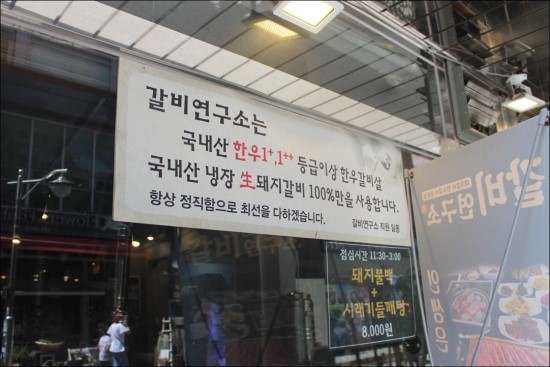 갈비연구소는
국내산 한우1+,1++ 등급이상 한우갈비살
국내산 냉장 生돼지갈비 100%만을 사용합니다.
항상 정직함으로 최선을 다하겠습니다.
갈비연구소 직원 일동
점심시간 11:30-3:00
돼지불백
+
시래기들깨탕
8,000원
갈비연구소